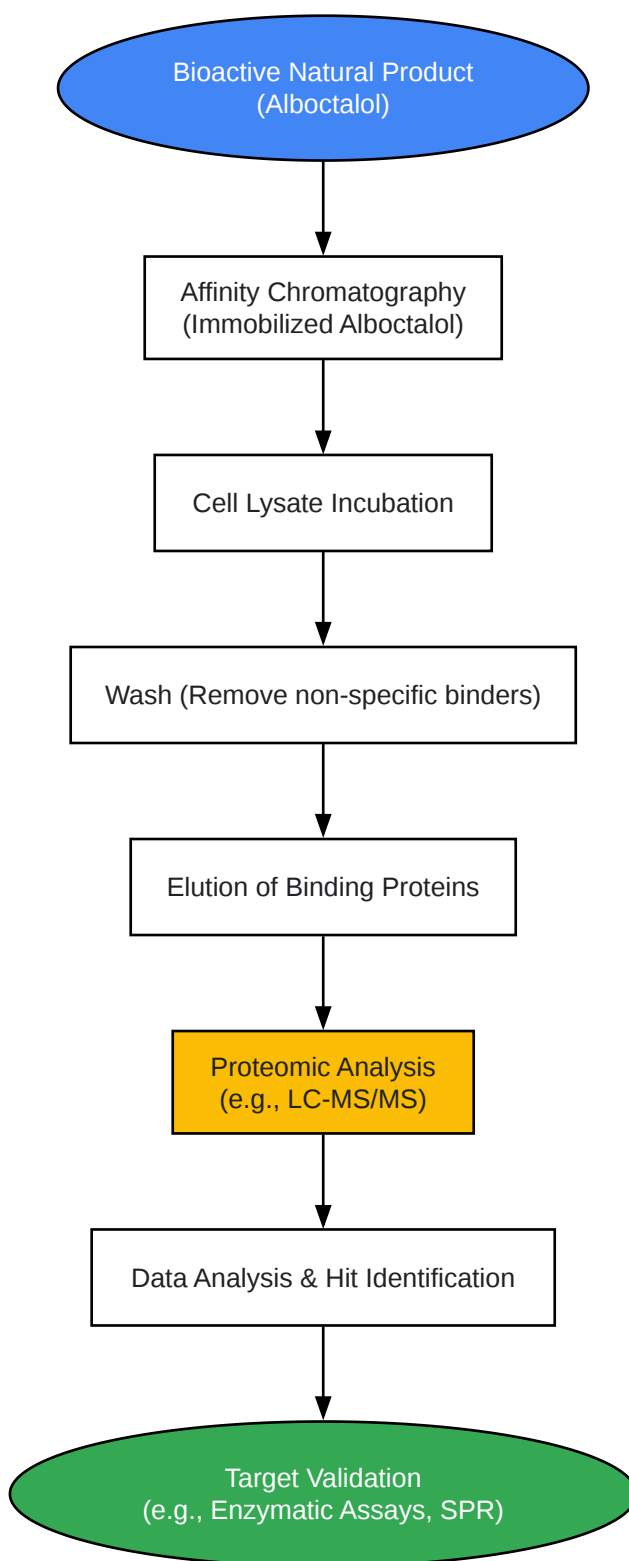 Bioactive Natural Product
(Alboctalol)
Affinity Chromatography
(Immobilized Alboctalol)
Cell Lysate Incubation
Wash (Remove non-specific binders)
Elution of Binding Proteins
Proteomic Analysis
(e.g., LC-MS/MS)
Data Analysis & Hit Identification
Target Validation
(e.g., Enzymatic Assays, SPR)